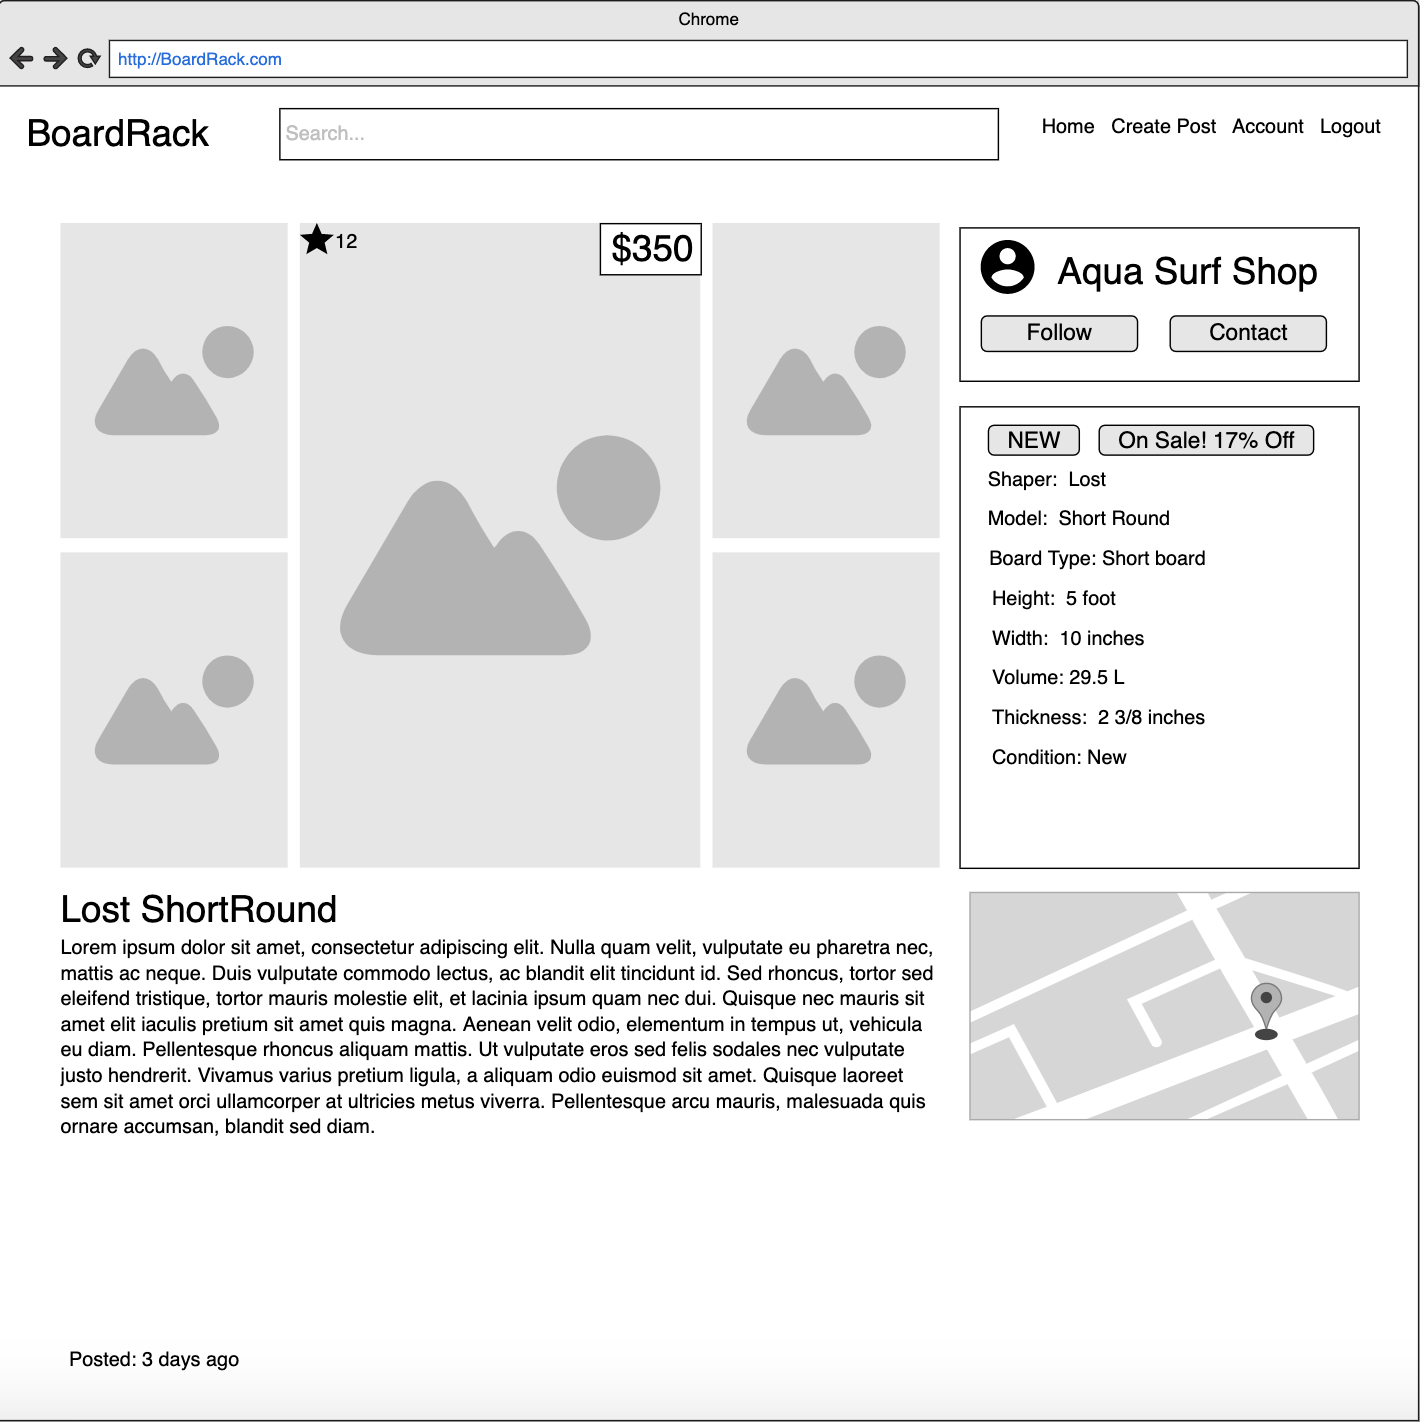 Chrome
http://BoardRack.com
BoardRack
Search...
Home Create Post Account Logout
12
$350
Aqua Surf Shop
Follow
Contact
NEW
On Sale! 17% Off
Shaper: Lost
Model: Short Round
Board Type: Short board
Height: 5 foot
Width: 10 inches
Volume: 29.5 L
Thickness: 2 3/8 inches
Condition: New
Lost ShortRound
Lorem ipsum dolor sit amet, consectetur adipiscing elit. Nulla quam velit, vulputate eu pharetra nec,
mattis ac neque. Duis vulputate commodo lectus, ac blandit elit tincidunt id. Sed rhoncus, tortor sed
eleifend tristique, tortor mauris molestie elit, et lacinia ipsum quam nec dui. Quisque nec mauris sit
amet elit iaculis pretium sit amet quis magna. Aenean velit odio, elementum in tempus ut, vehicula
eu diam. Pellentesque rhoncus aliquam mattis. Ut vulputate eros sed felis sodales nec vulputate
justo hendrerit. Vivamus varius pretium ligula, a aliquam odio euismod sit amet. Quisque laoreet
sem sit amet orci ullamcorper at ultricies metus viverra. Pellentesque arcu mauris, malesuada quis
ornare accumsan, blandit sed diam.
Posted: 3 days ago